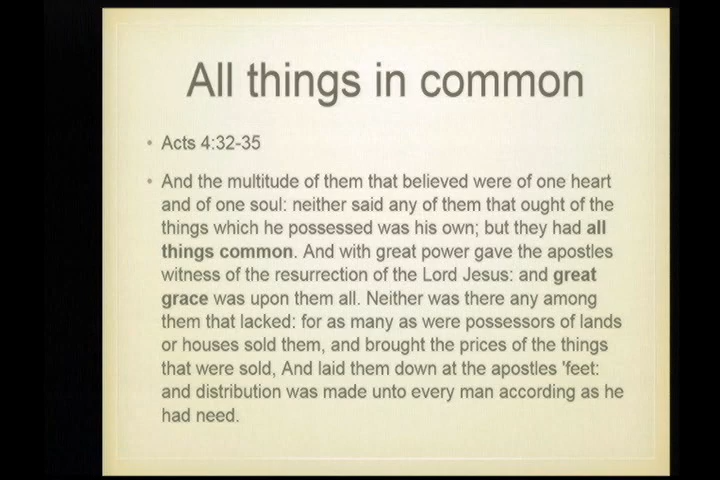 All things in common
• Acts 4:32-35
• And the multitude of them that believed were of one heart
and of one soul: neither said any of them that ought of the
things which he possessed was his own; but they had all
things common. And with great power gave the apostles
witness of the resurrection of the Lord Jesus: and great
grace was upon them all. Neither was there any among
them that lacked: for as many as were possessors of lands
or houses sold them, and brought the prices of the things
that were sold, And laid them down at the apostles 'feet:
and distribution was made unto every man according as he
had need.